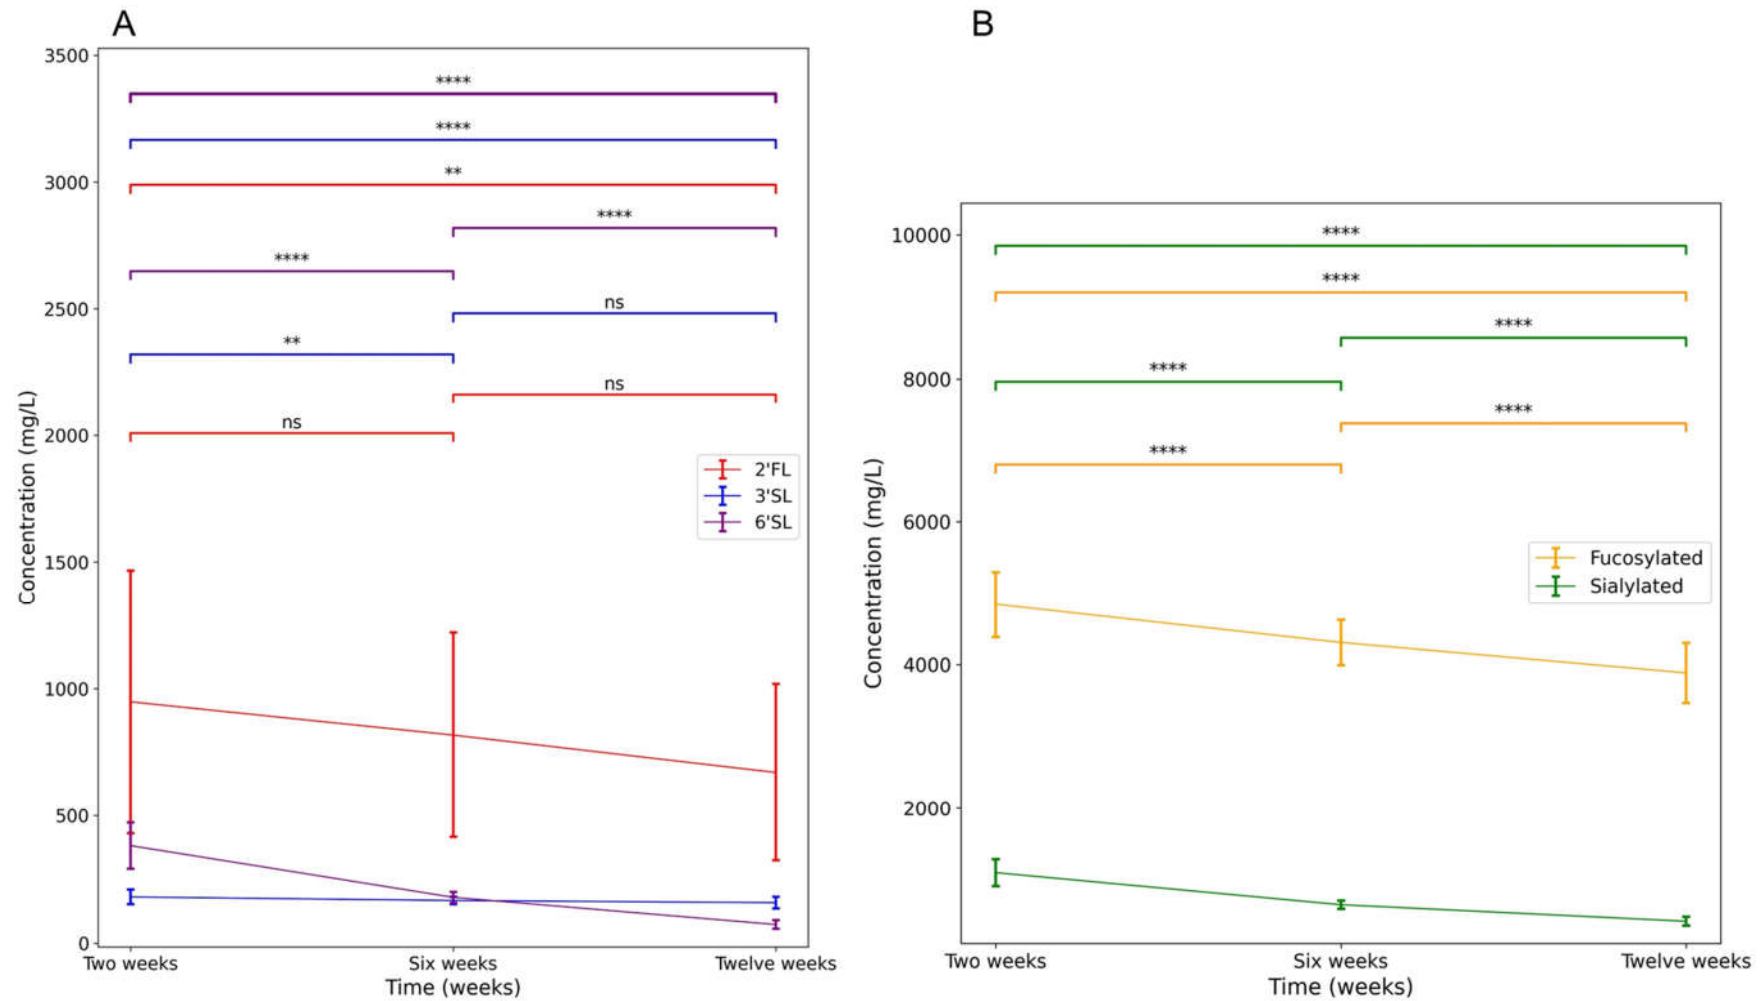 A
3500
3000
2500
2000
1500
1000
500
0
Concentration (mg/L)
****
****
**
****
****
ns
**
ns
ns
2'FL
3'SL
6'SL
Two weeks
Six weeks
Twelve weeks
Time (weeks)
B
10000
8000
6000
4000
2000
Concentration (mg/L)
****
****
****
****
****
****
Fucosylated
Sialylated
Two weeks
Six weeks
Twelve weeks
Time (weeks)